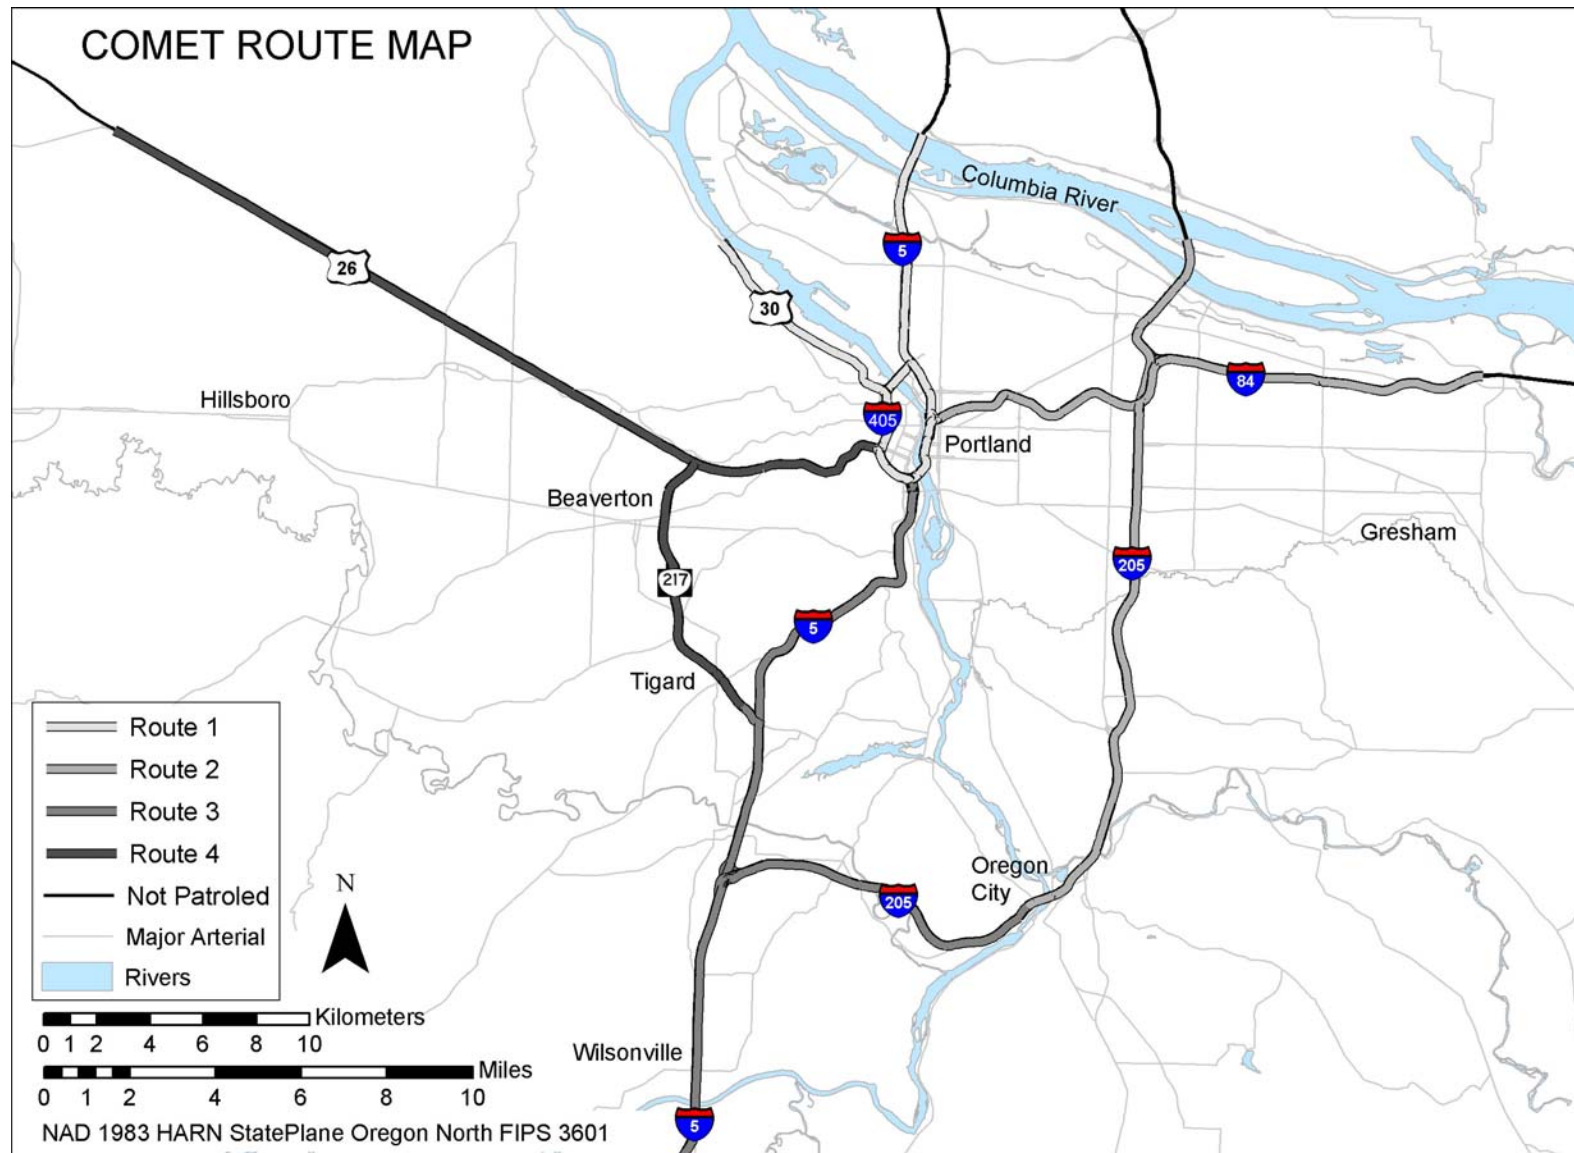 COMET ROUTE MAP
Columbia River
26
5
30
84
Hillsboro
405
Portland
Beaverton
Gresham
217
205
5
Tigard
Route 1
Route 2
Route 3
Route 4
Not Patroled
Major Arterial
Rivers
N
Oregon
City
205
Kilometers
0 1 2 4 6 8 10
Wilsonville
Miles
0 1 2 4 6 8 10
5
NAD 1983 HARN StatePlane Oregon North FIPS 3601